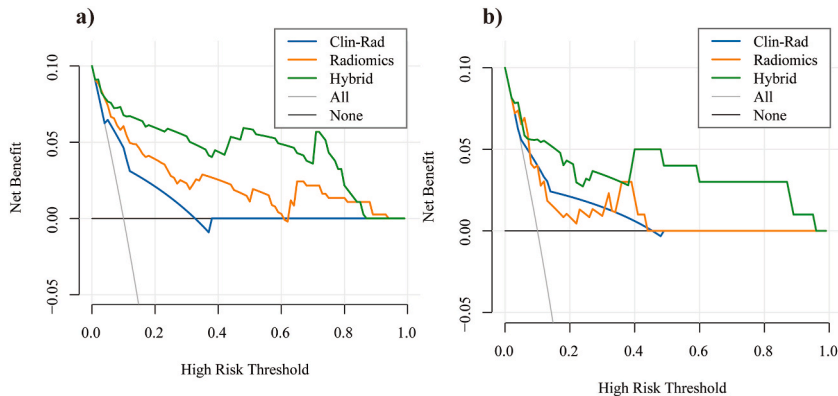 a)
Clin-Rad
Radiomics
Hybrid
All
None
Net Benefit
0.10
0.05
0.00
−0.05
0.0 0.2 0.4 0.6 0.8 1.0
High Risk Threshold
b)
Clin-Rad
Radiomics
Hybrid
All
None
Net Benefit
0.10
0.05
0.00
−0.05
0.0 0.2 0.4 0.6 0.8 1.0
High Risk Threshold